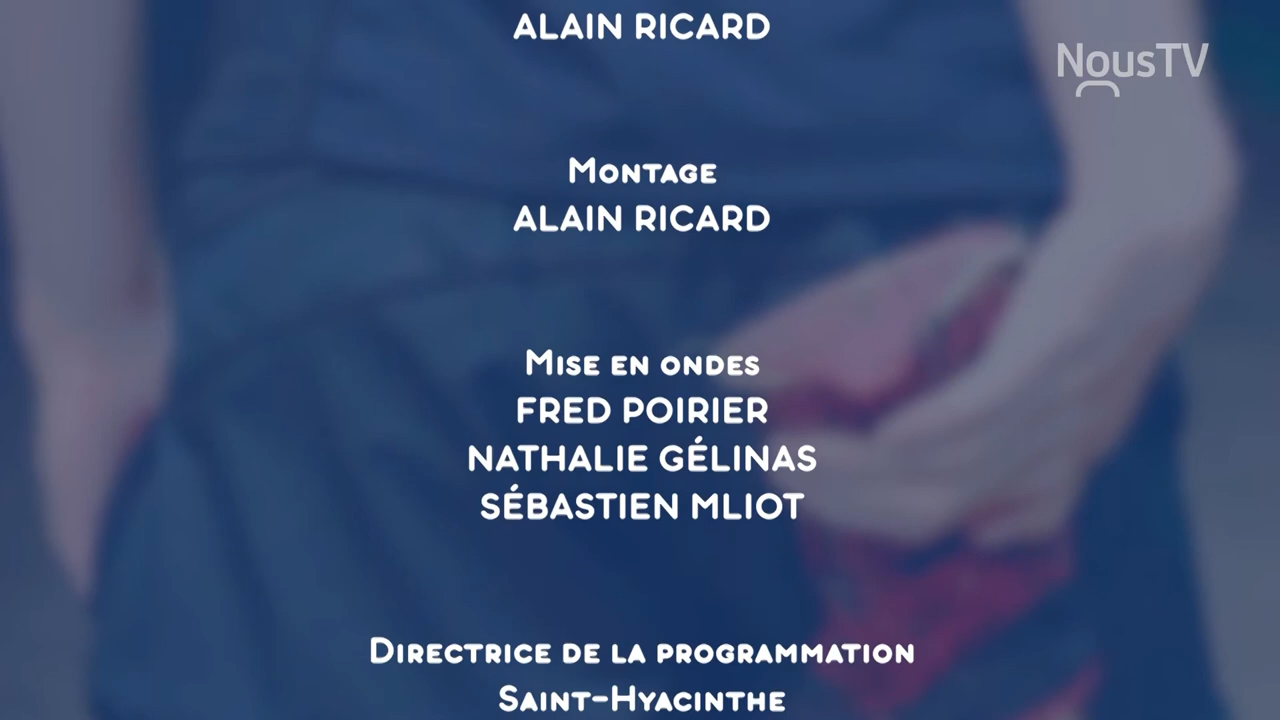 ALAIN RICARD
NousTV
Montage
ALAIN RICARD
Mise en ondes
FRED POIRIER
NATHALIE GÉLINAS
SÉBASTIEN MLIOT
Directrice de la programmation
Saint-Hyacinthe